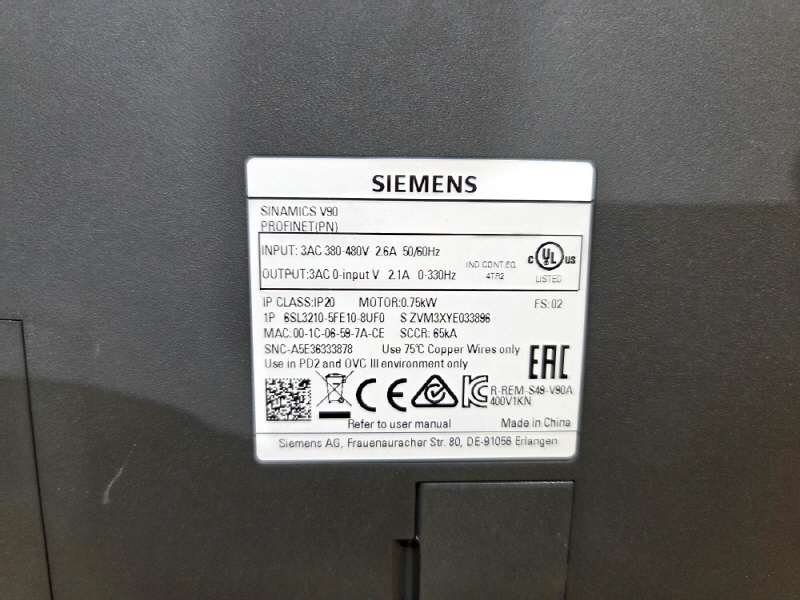 SIEMENS
SINAMICS V90
PROFINET(PN)
INPUT: 3AC 380-480V 2.6A 50/60Hz
OUTPUT:3AC 0-input V 2.1A 0-330Hz
IND.CONT.EQ.
4TR2
c UL us
LISTED
IP CLASS:IP20 MOTOR:0.75kW FS:02
1P 6SL3210-5FE10-8UF0 S ZVM3XYE033896
MAC:00-1C-06-59-7A-CE SCCR: 65kA
SNC-A5E36333878 Use 75℃ Copper Wires only
Use in PD2 and OVC III environment only
EAC
CE
R-REM-S49-V90A
400V1KN
Refer to user manual Made in China
Siemens AG, Frauenauracher Str. 80, DE-91056 Erlangen